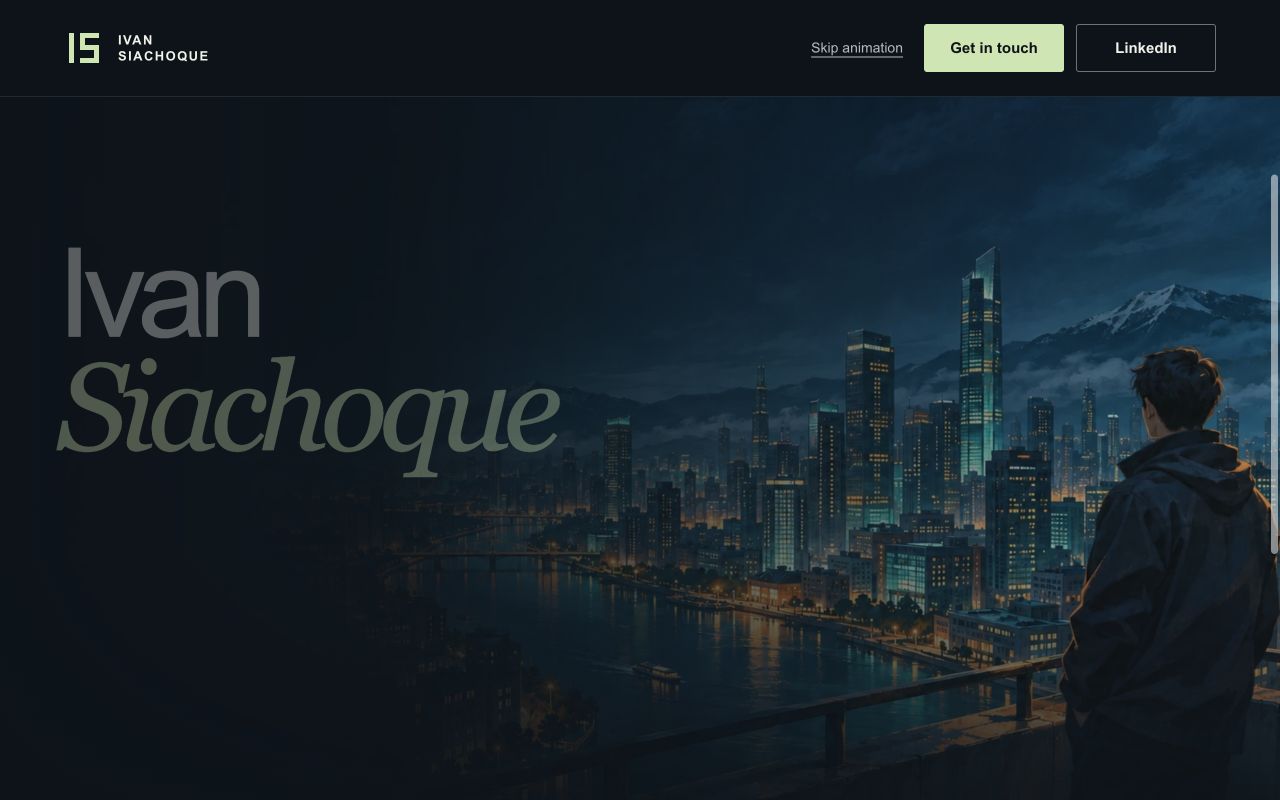 IS
IVAN
SIACHOQUE
Skip animation
Get in touch
LinkedIn
Ivan
Siachoque